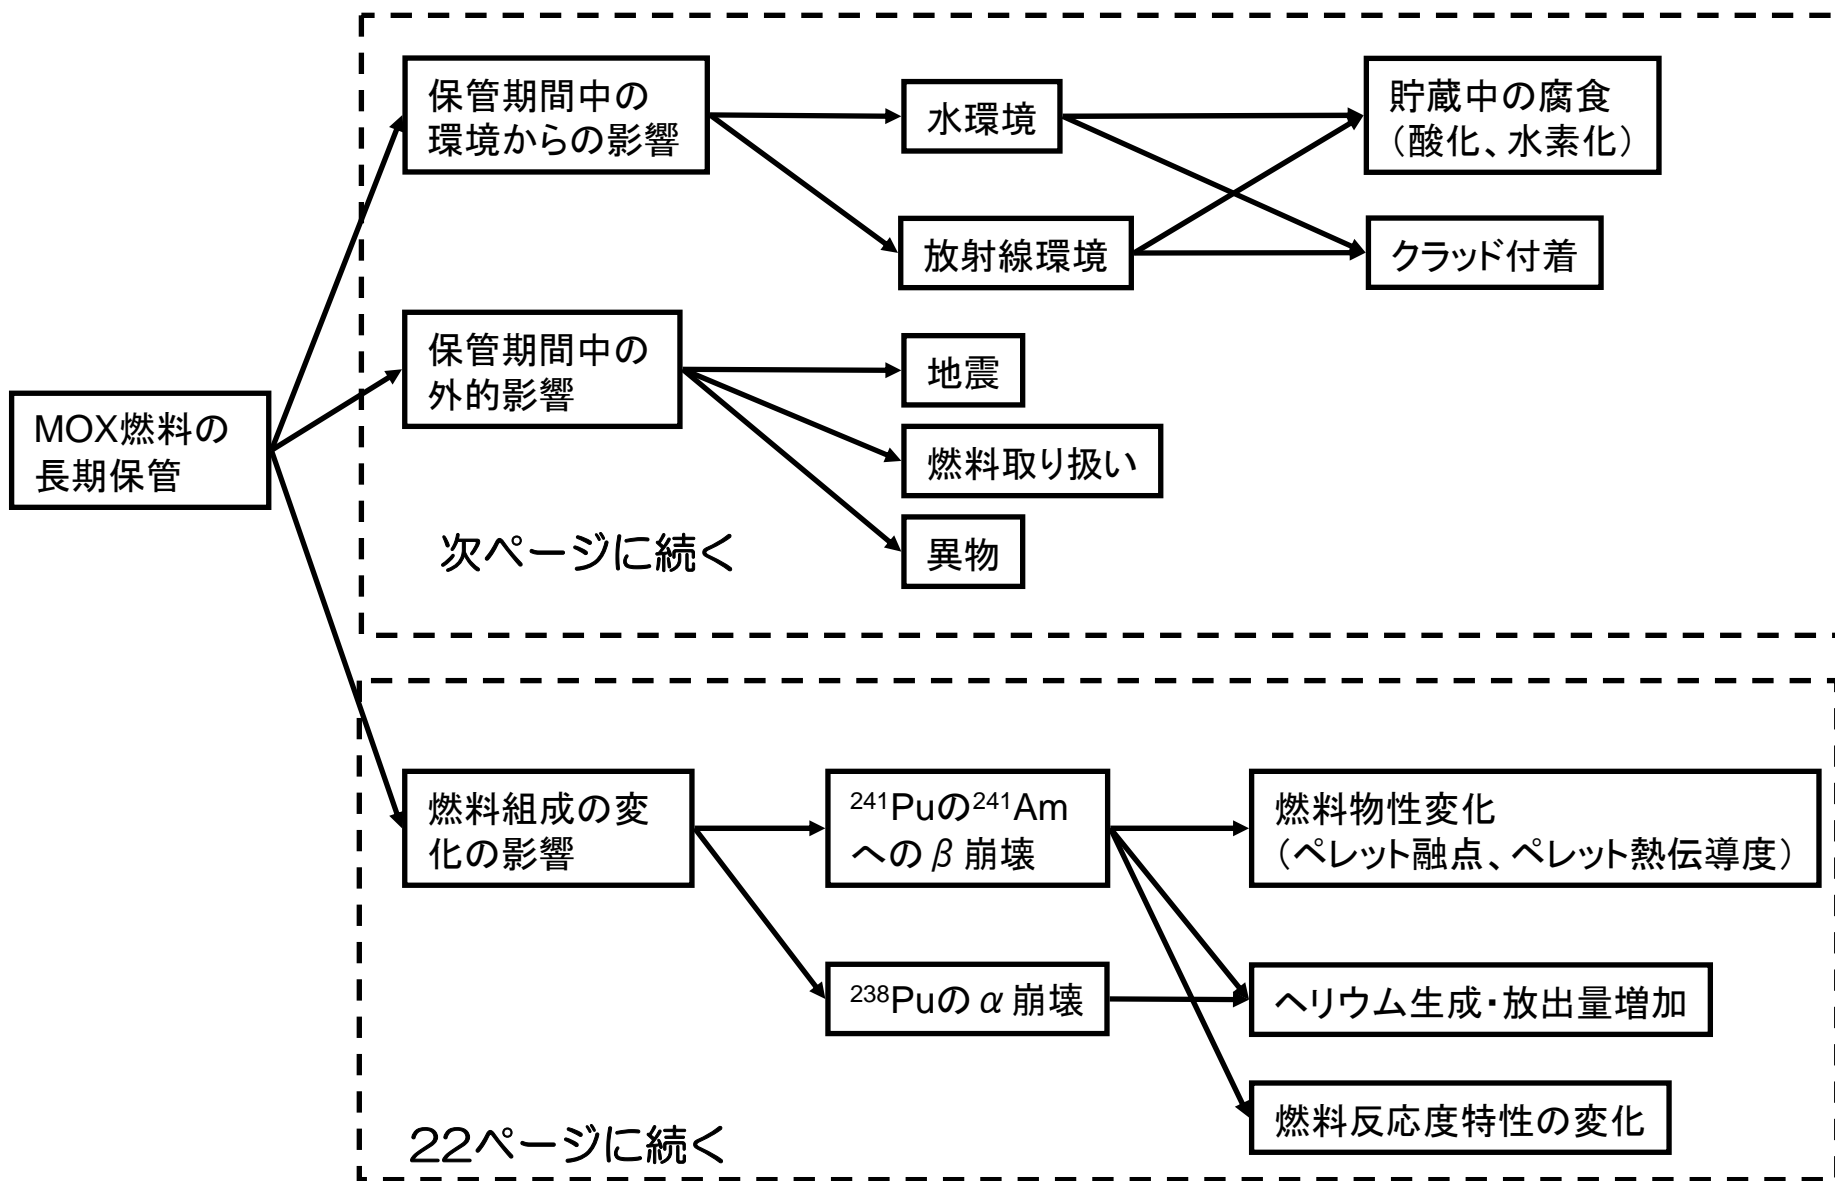 MOX燃料の
長期保管
保管期間中の
環境からの影響
水環境
放射線環境
貯蔵中の腐食
（酸化、水素化）
クラッド付着
保管期間中の
外的影響
地震
燃料取り扱い
異物
次ページに続く
燃料組成の変
化の影響
²⁴¹Puの²⁴¹Am
へのβ崩壊
²³⁸Puのα崩壊
燃料物性変化
（ペレット融点、ペレット熱伝導度）
ヘリウム生成・放出量増加
燃料反応度特性の変化
22ページに続く